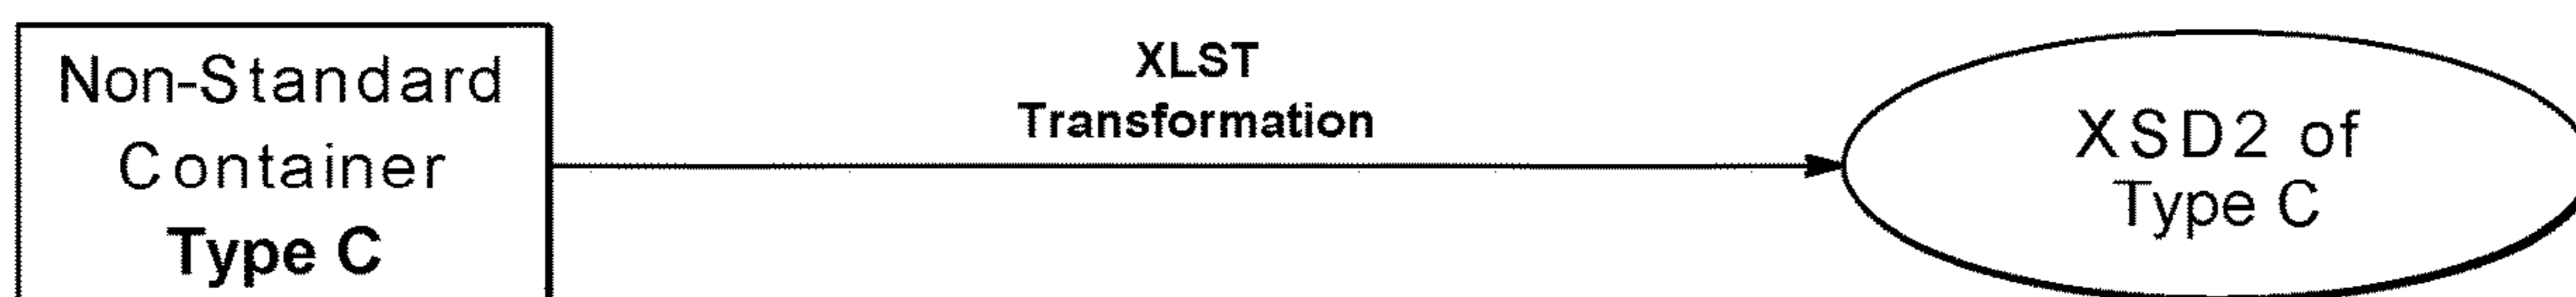 Non-Standard
Container
Type C
XLST
Transformation
XSD2 of
Type C